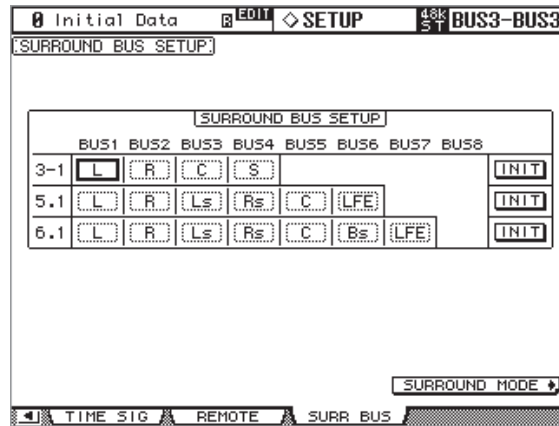 0 Initial Data R EDIT ◇SETUP 48k ST BUS3-BUS3
SURROUND BUS SETUP
SURROUND BUS SETUP
BUS1 BUS2 BUS3 BUS4 BUS5 BUS6 BUS7 BUS8
3-1 L R C S INIT
5.1 L R Ls Rs C LFE INIT
6.1 L R Ls Rs C Bs LFE INIT
SURROUND MODE
TIME SIG REMOTE SURR BUS